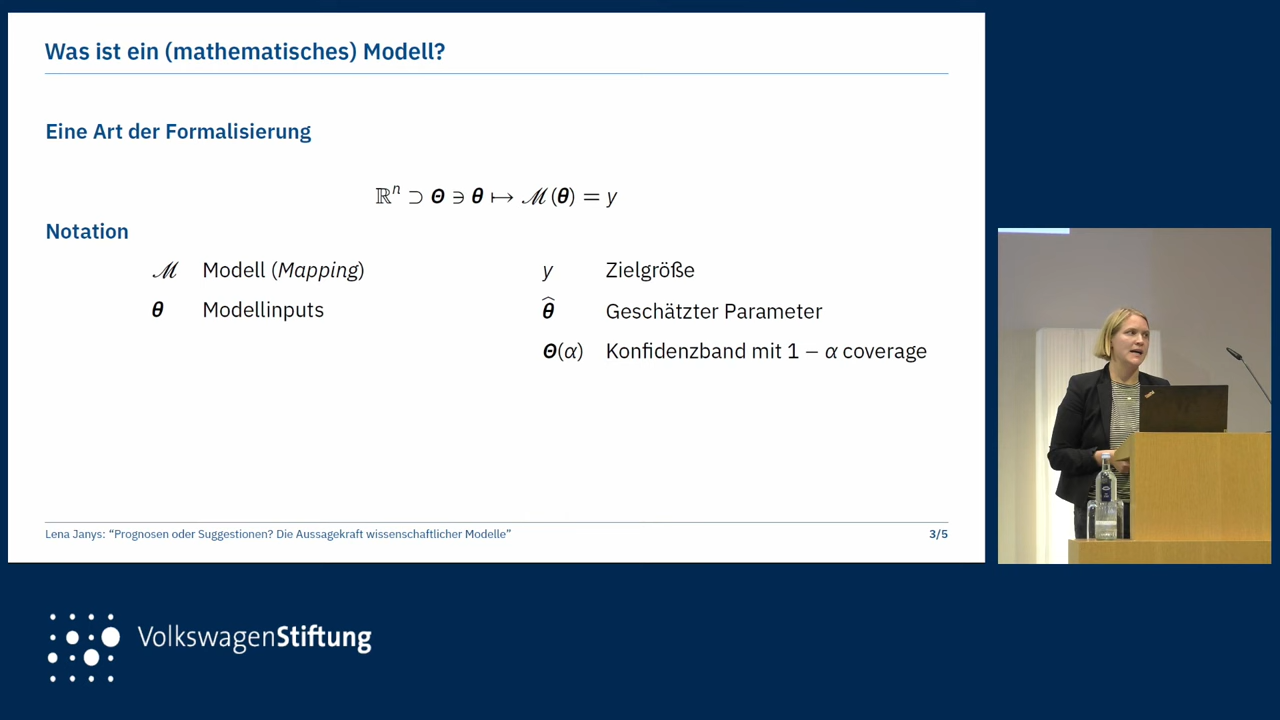 Was ist ein (mathematisches) Modell?
Eine Art der Formalisierung
ℝⁿ ⊃ Θ ∋ θ ↦ ℳ(θ) = y
Notation
ℳ Modell (Mapping)
θ Modellinputs
y Zielgröße
θ̂ Geschätzter Parameter
Θ(α) Konfidenzband mit 1 − α coverage
Lena Janys: “Prognosen oder Suggestionen? Die Aussagekraft wissenschaftlicher Modelle” 3/5
VolkswagenStiftung